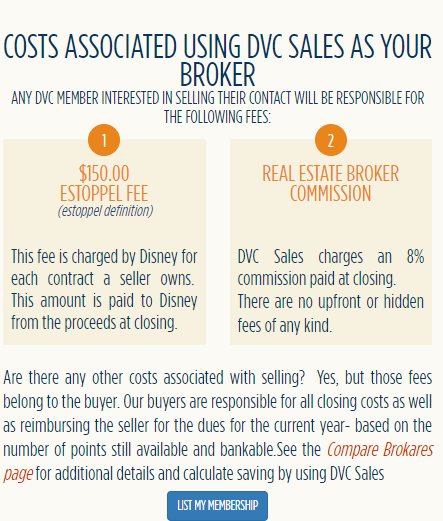 COSTS ASSOCIATED USING DVC SALES AS YOUR
BROKER
ANY DVC MEMBER INTERESTED IN SELLING THEIR CONTACT WILL BE RESPONSIBLE FOR
THE FOLLOWING FEES:
1
$150.00
ESTOPPEL FEE
(estoppel definition)
This fee is charged by Disney for
each contract a seller owns.
This amount is paid to Disney
from the proceeds at closing.
2
REAL ESTATE BROKER
COMMISSION
DVC Sales charges an 8%
commission paid at closing.
There are no upfront or hidden
fees of any kind.
Are there any other costs associated with selling? Yes, but those fees
belong to the buyer. Our buyers are responsible for all closing costs as well
as reimbursing the seller for the dues for the current year- based on the
number of points still available and bankable.See the Compare Brokares
page for additional details and calculate saving by using DVC Sales
LIST MY MEMBERSHIP